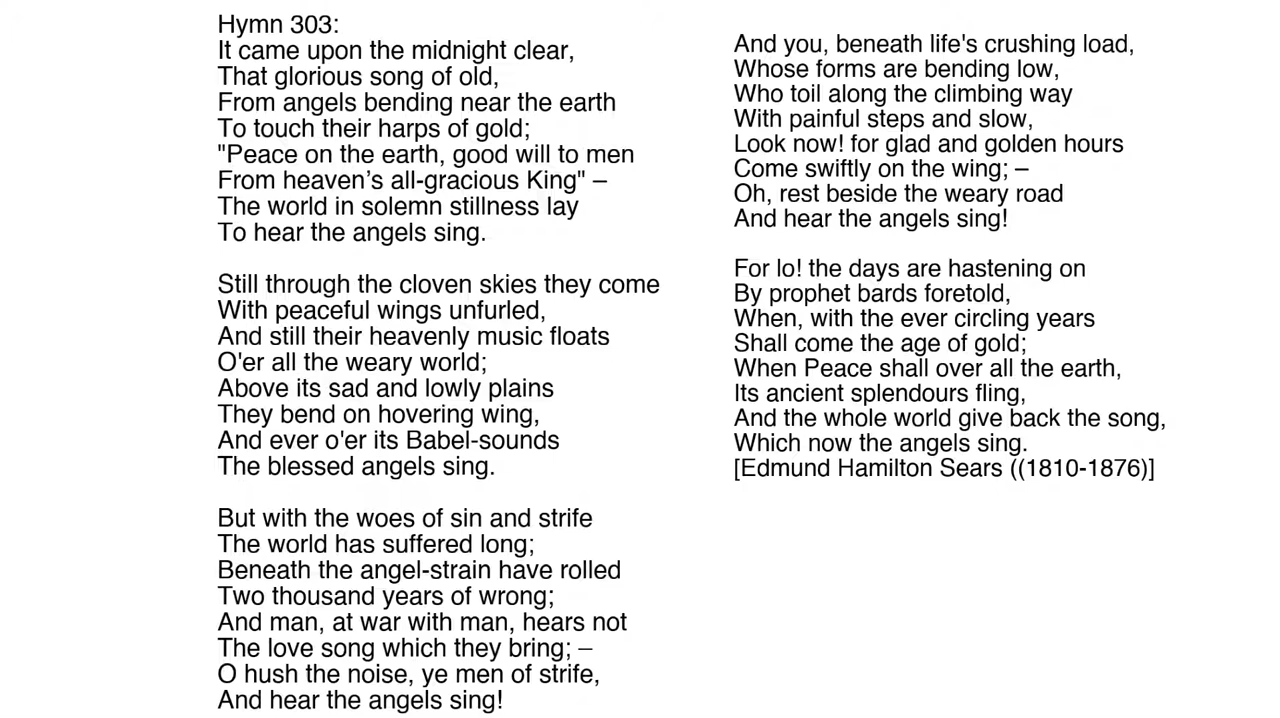 Hymn 303:
It came upon the midnight clear,
That glorious song of old,
From angels bending near the earth
To touch their harps of gold;
"Peace on the earth, good will to men
From heaven’s all-gracious King" –
The world in solemn stillness lay
To hear the angels sing.
Still through the cloven skies they come
With peaceful wings unfurled,
And still their heavenly music floats
O'er all the weary world;
Above its sad and lowly plains
They bend on hovering wing,
And ever o'er its Babel-sounds
The blessed angels sing.
But with the woes of sin and strife
The world has suffered long;
Beneath the angel-strain have rolled
Two thousand years of wrong;
And man, at war with man, hears not
The love song which they bring; –
O hush the noise, ye men of strife,
And hear the angels sing!
And you, beneath life's crushing load,
Whose forms are bending low,
Who toil along the climbing way
With painful steps and slow,
Look now! for glad and golden hours
Come swiftly on the wing; –
Oh, rest beside the weary road
And hear the angels sing!
For lo! the days are hastening on
By prophet bards foretold,
When, with the ever circling years
Shall come the age of gold;
When Peace shall over all the earth,
Its ancient splendours fling,
And the whole world give back the song,
Which now the angels sing.
[Edmund Hamilton Sears ((1810-1876)]